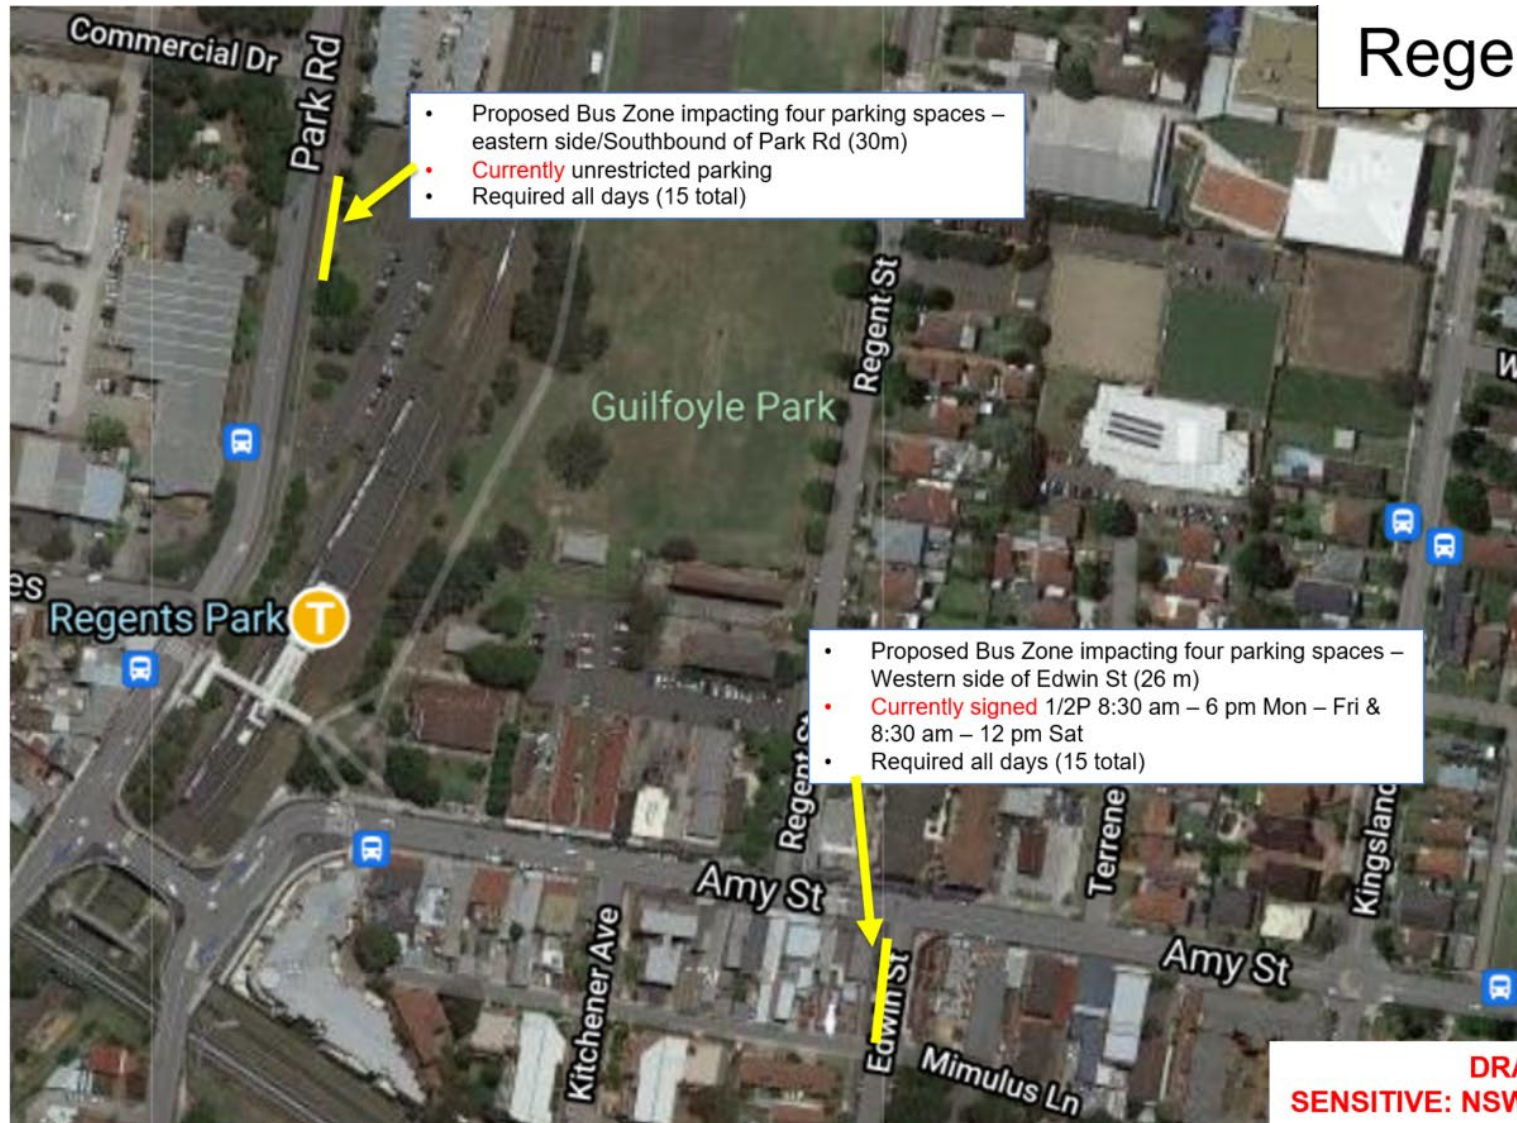 Commercial Dr
Park Rd
Rege
• Proposed Bus Zone impacting four parking spaces –
eastern side/Southbound of Park Rd (30m)
• Currently unrestricted parking
• Required all days (15 total)
Regent St
Guilfoyle Park
W
es
Regents Park
T
• Proposed Bus Zone impacting four parking spaces –
Western side of Edwin St (26 m)
• Currently signed 1/2P 8:30 am – 6 pm Mon – Fri &
8:30 am – 12 pm Sat
• Required all days (15 total)
Regent St
Terrene
Kingsland
Amy St
Amy St
Kitchener Ave
Edwin St
Mimulus Ln
DRA
SENSITIVE: NSW